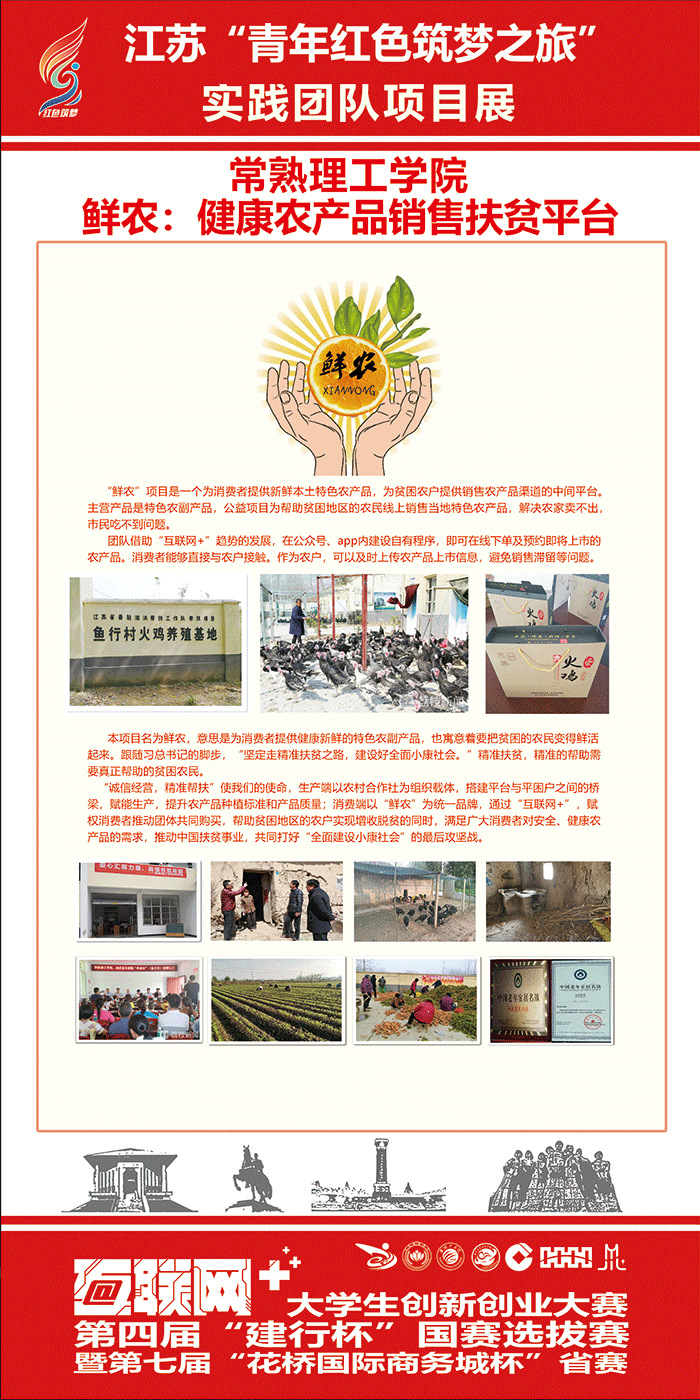 江苏“青年红色筑梦之旅”
红色筑梦
实践团队项目展
常熟理工学院
鲜农：健康农产品销售扶贫平台
鲜农
XIANNONG
“鲜农”项目是一个为消费者提供新鲜本土特色农产品，为贫困农户提供销售农产品渠道的中间平台。
主营产品是特色农副产品，公益项目为帮助贫困地区的农民线上销售当地特色农产品，解决农家卖不出，
市民吃不到问题。
团队借助“互联网+”趋势的发展，在公众号、app内建设自有程序，即可在线下单及预约即将上市的
农产品。消费者能够直接与农户接触。作为农户，可以及时上传农产品上市信息，避免销售滞留等问题。
鱼行村火鸡养殖基地
火鸡
本项目名为鲜农，意思是为消费者提供健康新鲜的特色农副产品，也寓意着要把贫困的农民变得鲜活
起来。跟随习总书记的脚步，“坚定走精准扶贫之路，建设好全面小康社会。”精准扶贫，精准的帮助需
要真正帮助的贫困农民。
“诚信经营，精准帮扶”使我们的使命，生产端以农村合作社为组织载体，搭建平台与平困户之间的桥
梁，赋能生产，提升农产品种植标准和产品质量；消费端以“鲜农”为统一品牌，通过“互联网+”，赋
权消费者推动团体共同购买，帮助贫困地区的农户实现增收脱贫的同时，满足广大消费者对安全、健康农
产品的需求，推动中国扶贫事业，共同打好“全面建设小康社会”的最后攻坚战。
互联网+
大学生创新创业大赛
第四届“建行杯”国赛选拔赛
暨第七届“花桥国际商务城杯”省赛